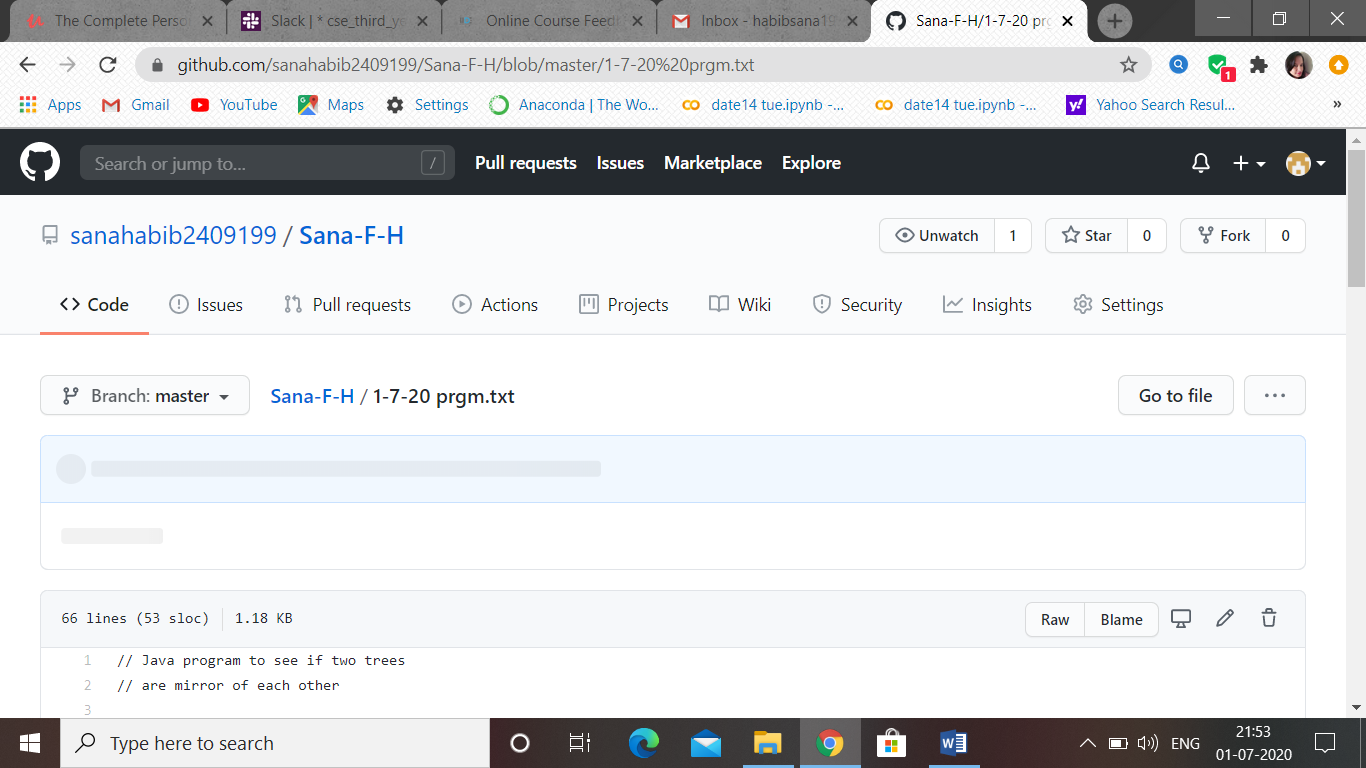 The Complete Perso
Slack | * cse_third_ye
Online Course Feedb
Inbox - habibsana19
Sana-F-H/1-7-20 prg
github.com/sanahabib2409199/Sana-F-H/blob/master/1-7-20%20prgm.txt
1
Apps
Gmail
YouTube
Maps
Settings
Anaconda | The Wo...
date14 tue.ipynb -...
date14 tue.ipynb -...
Yahoo Search Resul...
»
Search or jump to...
/
Pull requests
Issues
Marketplace
Explore
sanahabib2409199 / Sana-F-H
Unwatch 1
Star 0
Fork 0
Code
Issues
Pull requests
Actions
Projects
Wiki
Security
Insights
Settings
Branch: master
Sana-F-H / 1-7-20 prgm.txt
Go to file
...
66 lines (53 sloc)
1.18 KB
Raw
Blame
1 // Java program to see if two trees
2 // are mirror of each other
3
Type here to search
ENG
21:53
01-07-2020